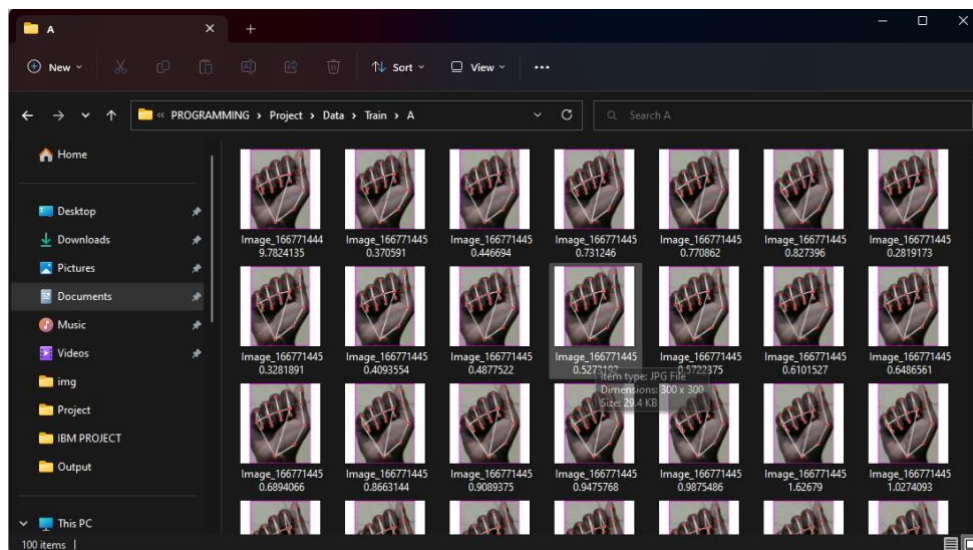 A
New
Sort
View
« PROGRAMMING > Project > Data > Train > A
Search A
Home
Desktop
Downloads
Pictures
Documents
Music
Videos
img
Project
IBM PROJECT
Output
This PC
100 items
Image_166771444
9.7824135
Image_166771445
0.370591
Image_166771445
0.446694
Image_166771445
0.731246
Image_166771445
0.770862
Image_166771445
0.827396
Image_166771445
0.2819173
Image_166771445
0.3281891
Image_166771445
0.4093554
Image_166771445
0.4877522
Image_166771445
Image_166771445
0.5722375
Image_166771445
0.6101527
Image_166771445
0.6486561
Item type: JPG File
Dimensions: 300 x 300
Size: 29.4 KB
Image_166771445
0.6894066
Image_166771445
0.8663144
Image_166771445
0.9089375
Image_166771445
0.9475768
Image_166771445
0.9875486
Image_166771445
1.62679
Image_166771445
1.0274093